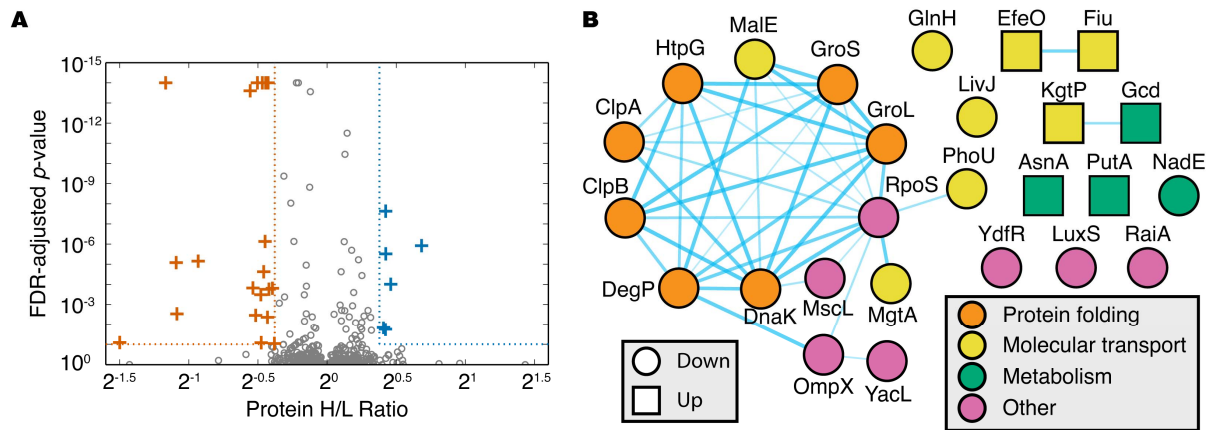 A
FDR-adjusted p-value
10^-15
10^-12
10^-9
10^-6
10^-3
10^0
2^-1.5
2^-1
2^-0.5
2^0
2^0.5
2^1
2^1.5
Protein H/L Ratio
B
MalE
GlnH
EfeO
Fiu
HtpG
GroS
ClpA
GroL
LivJ
KgtP
Gcd
ClpB
RpoS
PhoU
AsnA
PutA
NadE
YdfR
LuxS
RaiA
DegP
DnaK
MscL
MgtA
OmpX
YacL
Down
Up
Protein folding
Molecular transport
Metabolism
Other